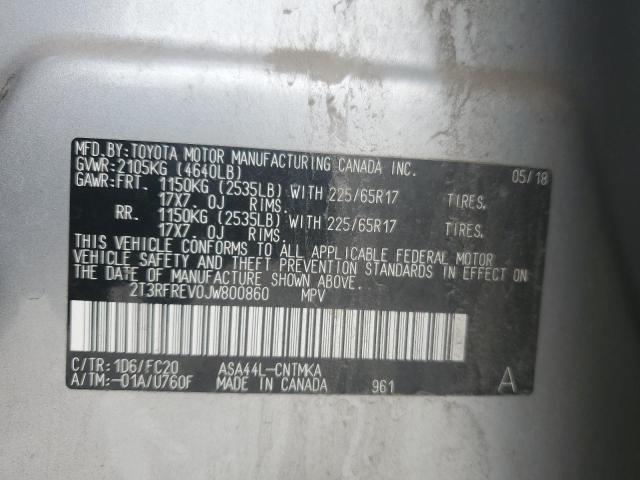 MFD.BY:TOYOTA MOTOR MANUFACTURING CANADA INC. 05/18
GVWR:2105KG (4640LB)
GAWR:FRT. 1150KG (2535LB) WITH 225/65R17 TIRES,
17X7.0J RIMS.
RR. 1150KG (2535LB) WITH 225/65R17 TIRES,
17X7.0J RIMS.
THIS VEHICLE CONFORMS TO ALL APPLICABLE FEDERAL MOTOR
VEHICLE SAFETY AND THEFT PREVENTION STANDARDS IN EFFECT ON
THE DATE OF MANUFACTURE SHOWN ABOVE.
2T3RFREV0JW800860 MPV
C/TR:1D6/FC20 ASA44L-CNTMKA
A/TM:-01A/U760F MADE IN CANADA 961 A